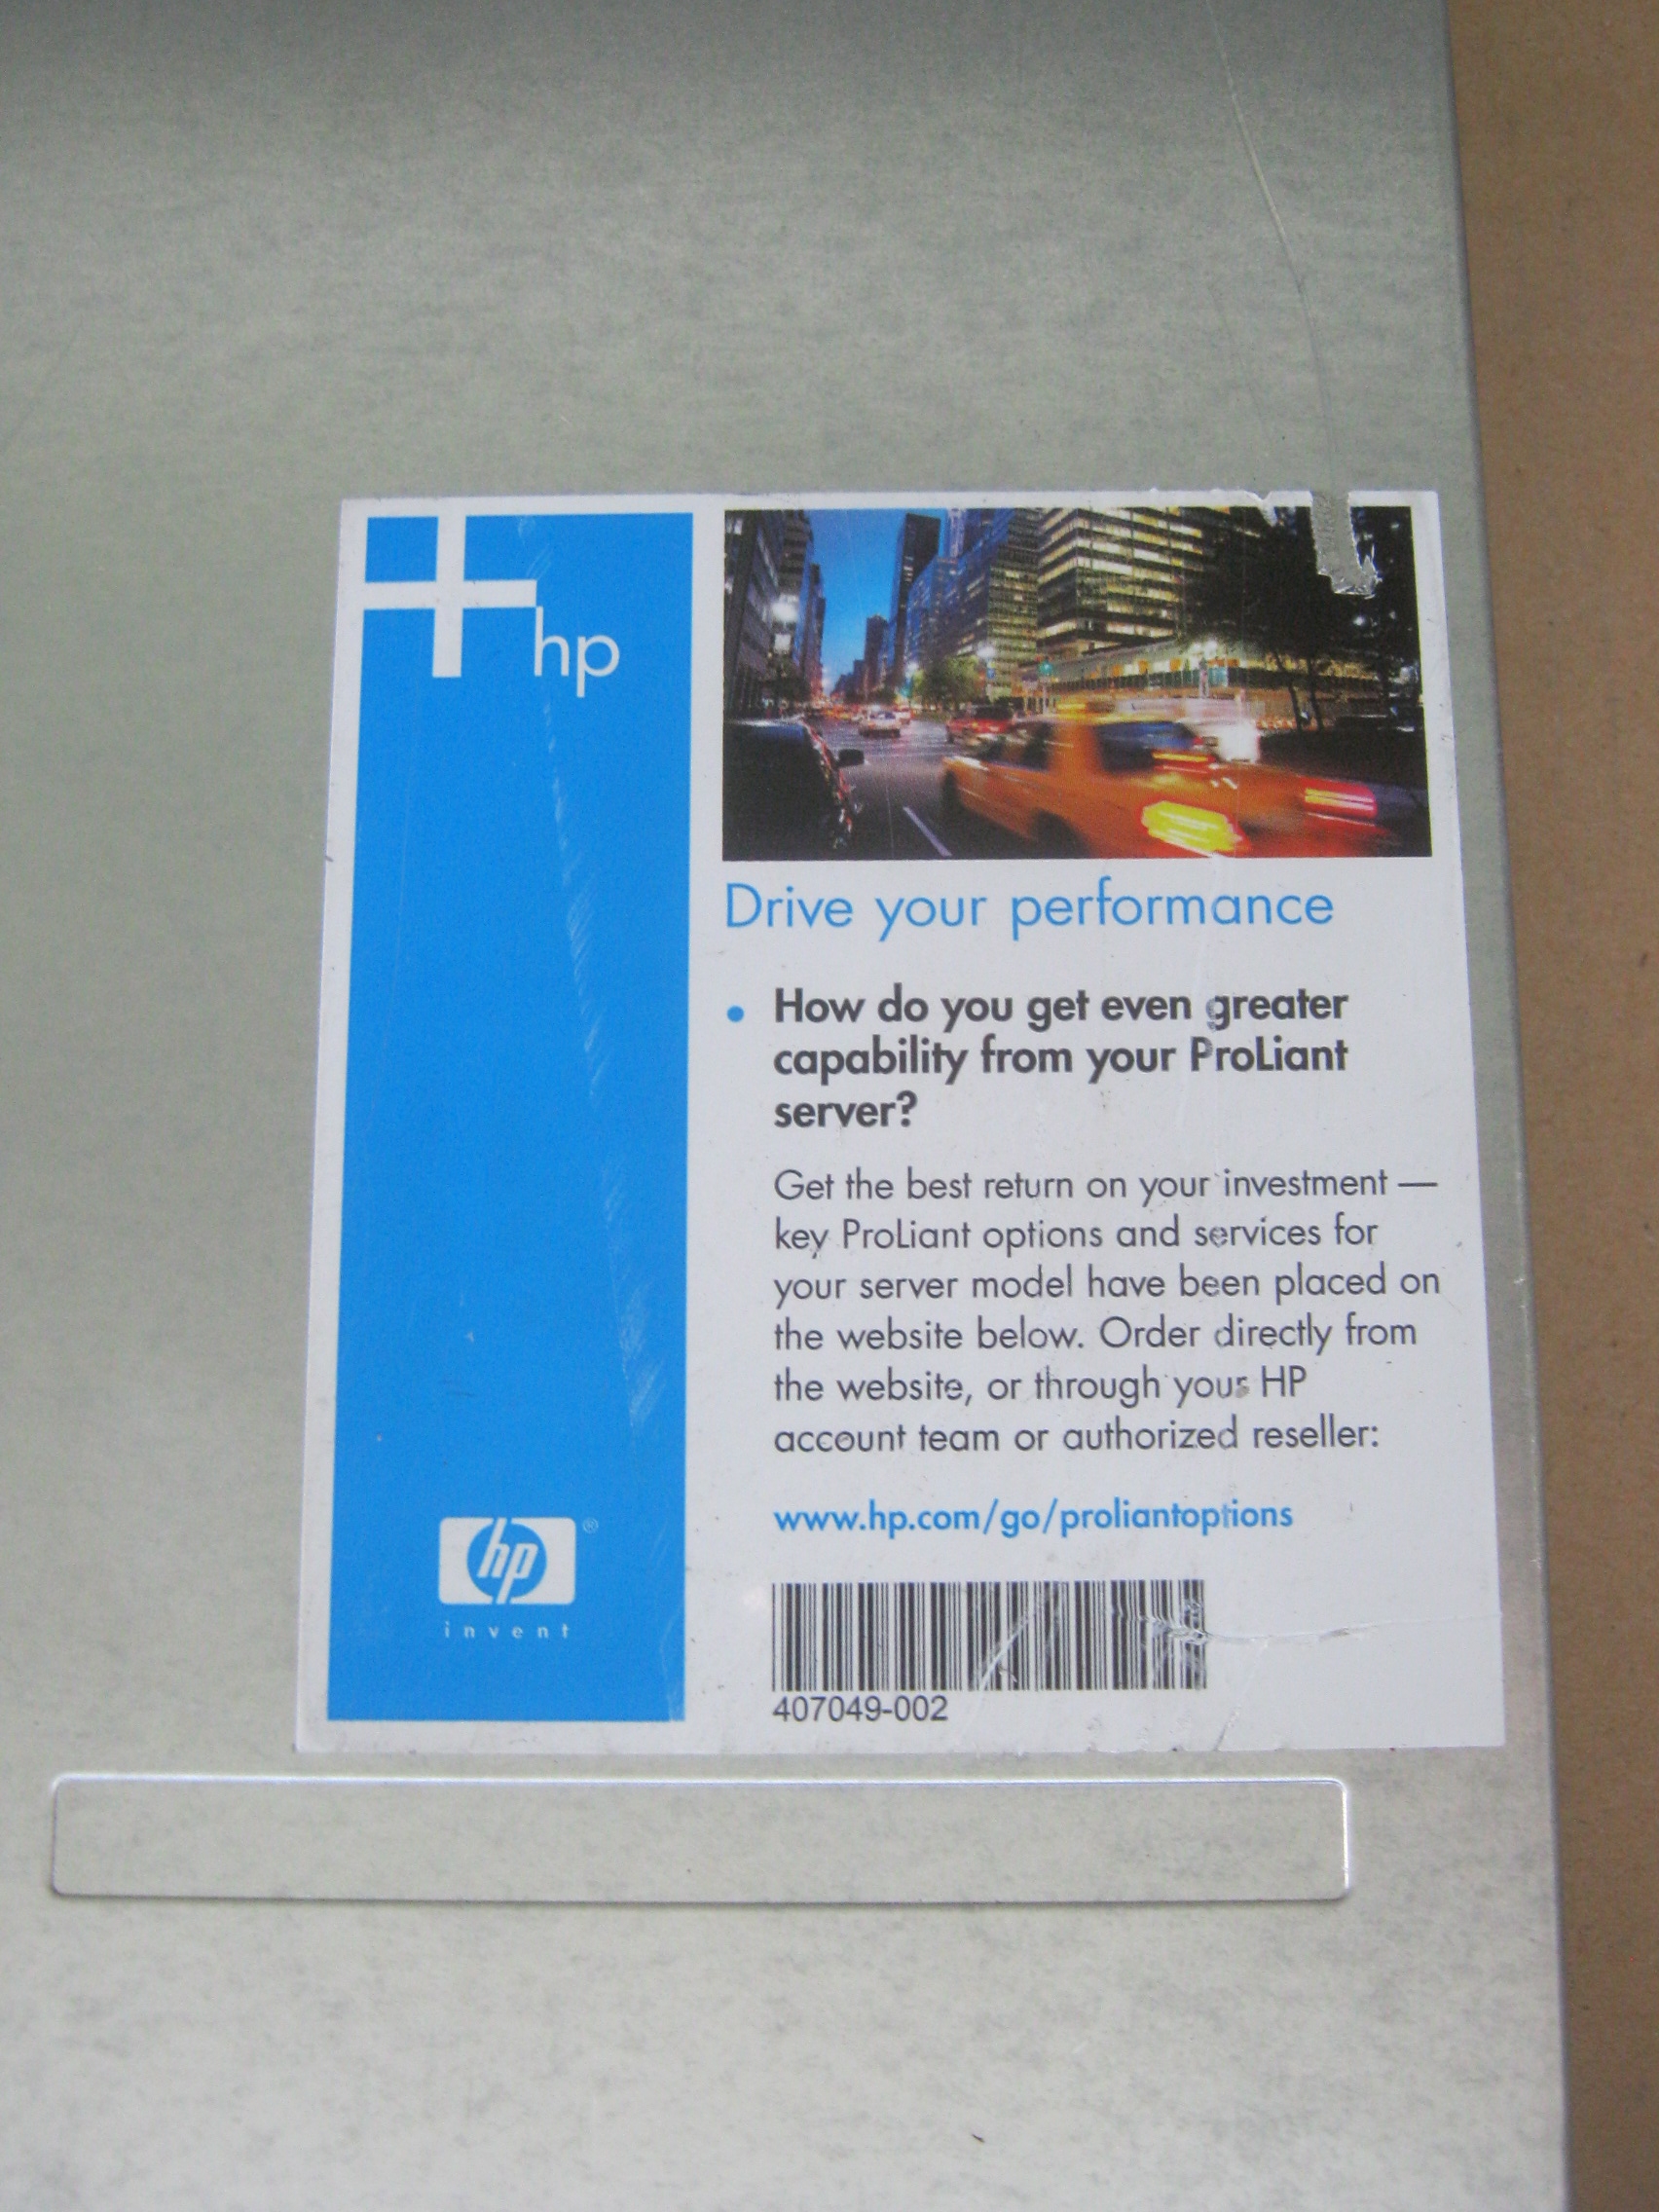 hp
Drive your performance
• How do you get even greater
capability from your ProLiant
server?
Get the best return on your investment —
key ProLiant options and services for
your server model have been placed on
the website below. Order directly from
the website, or through your HP
account team or authorized reseller:
www.hp.com/go/proliantoptions
hp®
invent
407049-002